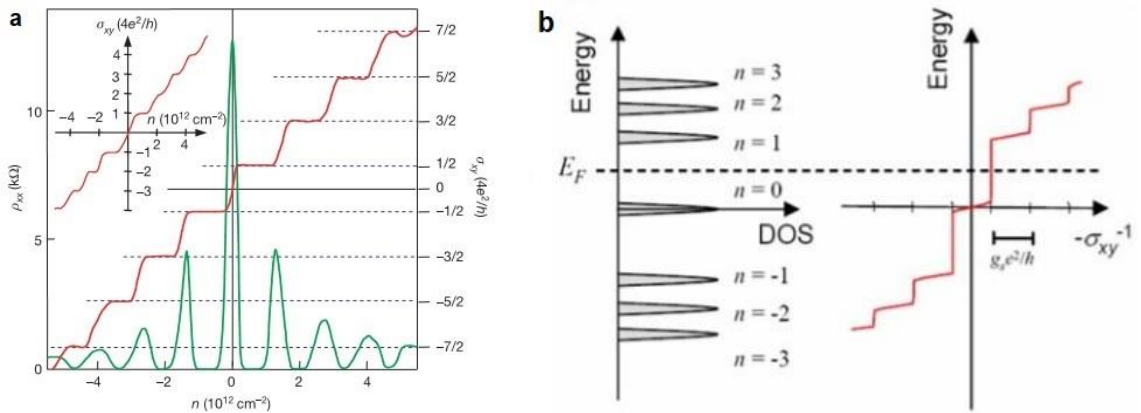 a
σxy (4e²/h)
4
3
2
1
−4 −2
n (10¹² cm⁻²)
2 4
−1
−2
−3
10
5
0
ρxx (kΩ)
7/2
5/2
3/2
1/2
0
−1/2
−3/2
−5/2
−7/2
σxy (4e²/h)
−4 −2 0 2 4
n (10¹² cm⁻²)
b
Energy
n = 3
n = 2
n = 1
EF
n = 0
DOS
n = -1
n = -2
n = -3
Energy
-σxy⁻¹
gse²/h